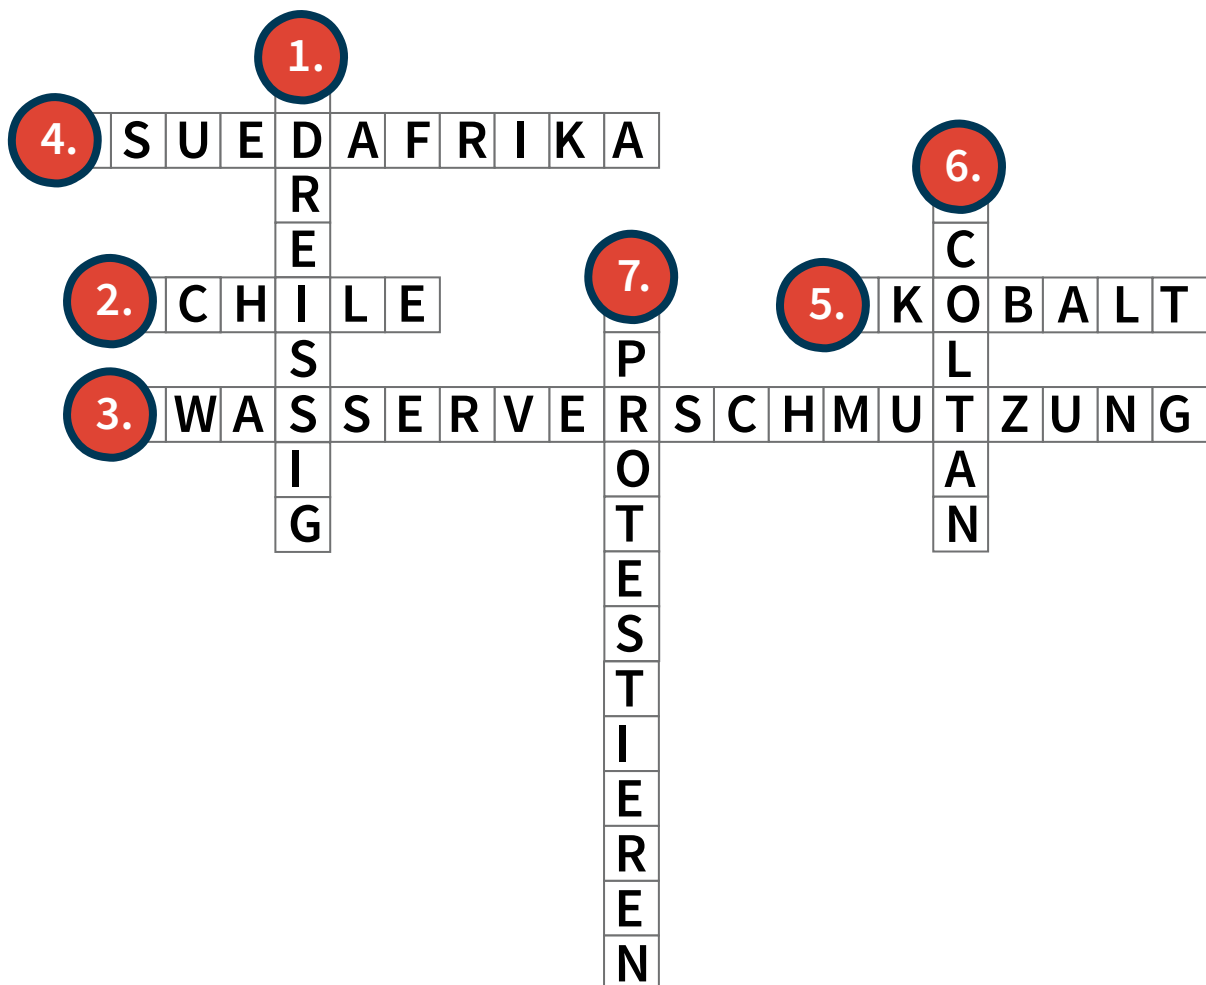 1.
4. SUEDAFRIKA
6.
2. CHILE
7.
5. KOBALT
3. WASSERVERSCHMUTZUNG
DREISSIG
COLTAN
PROTESTIEREN